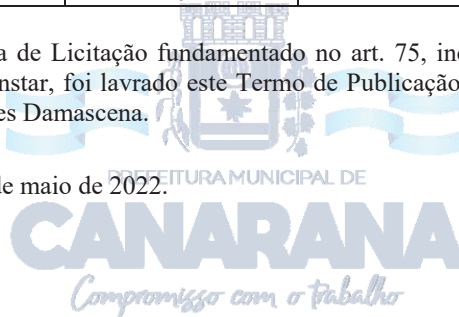 a de Licitação fundamentado no art. 75, inc
nstar, foi lavrado este Termo de Publicação
es Damascena.
de maio de 2022.
PREFEITURA MUNICIPAL DE
CANARANA
Compromisso com o trabalho